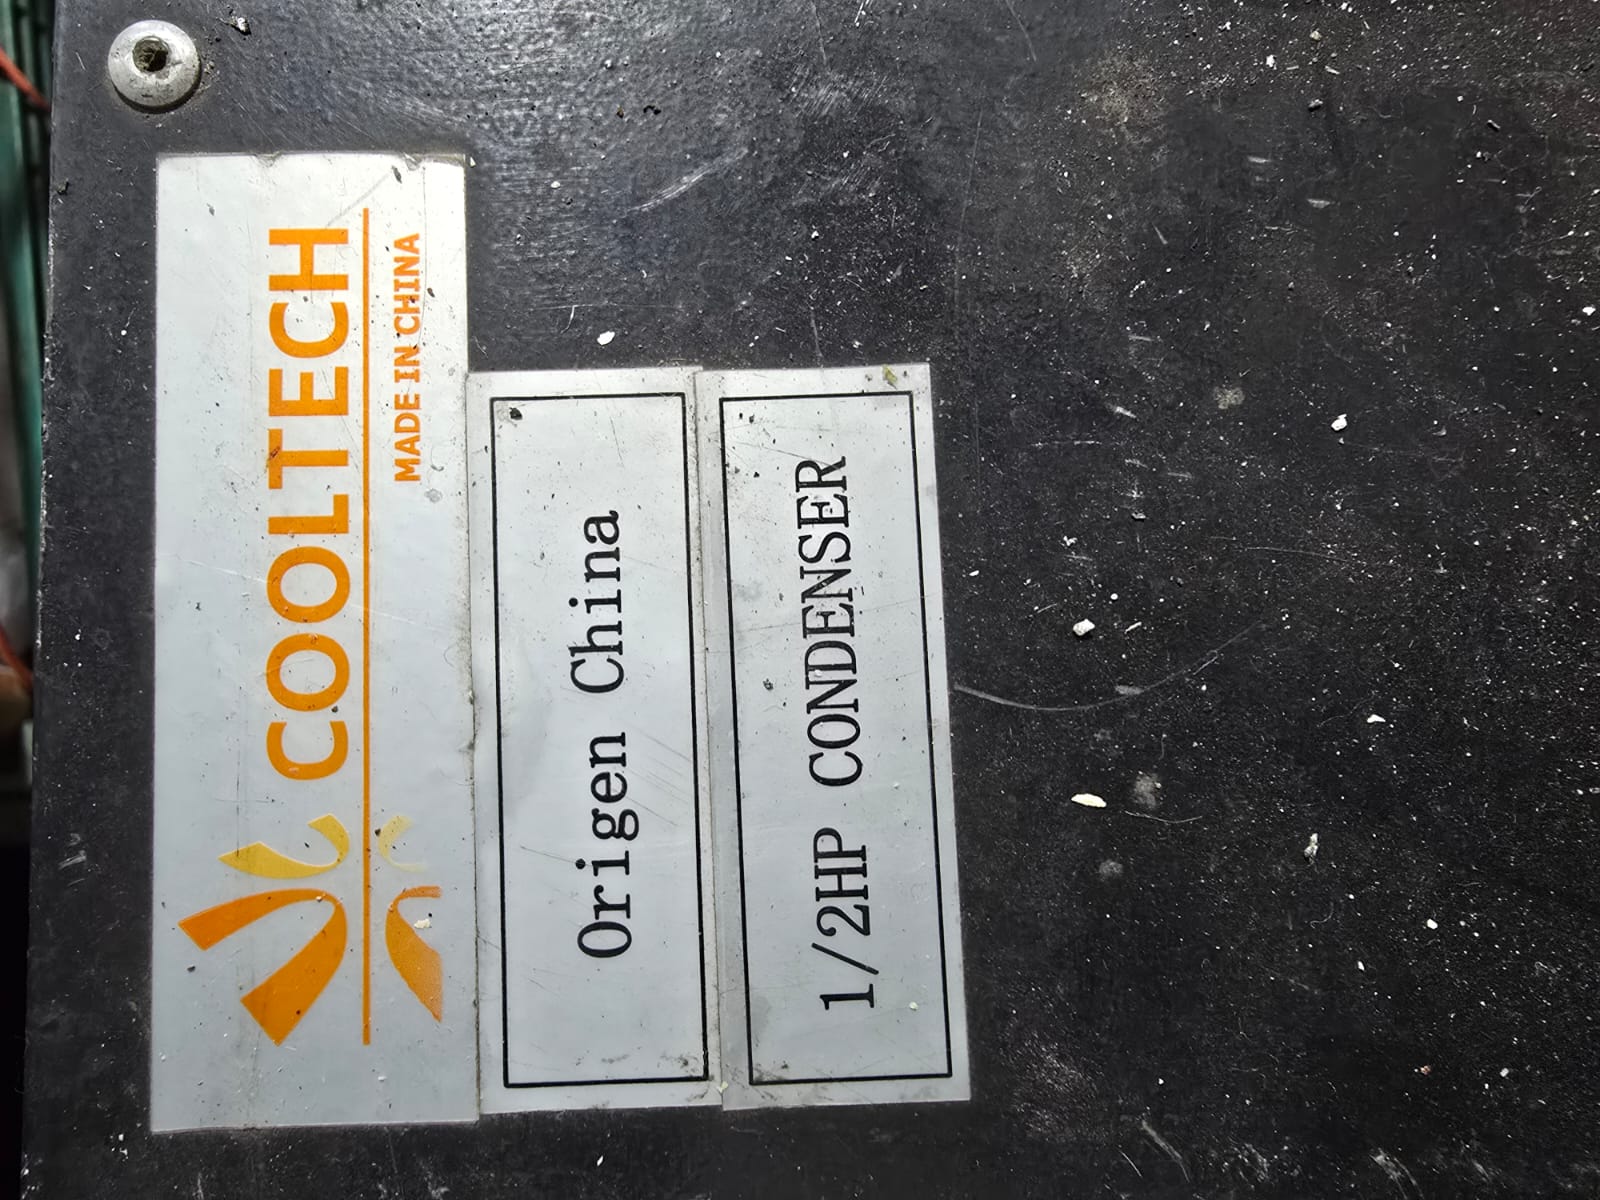 COOLTECH
MADE IN CHINA
Origen China
1/2HP CONDENSER